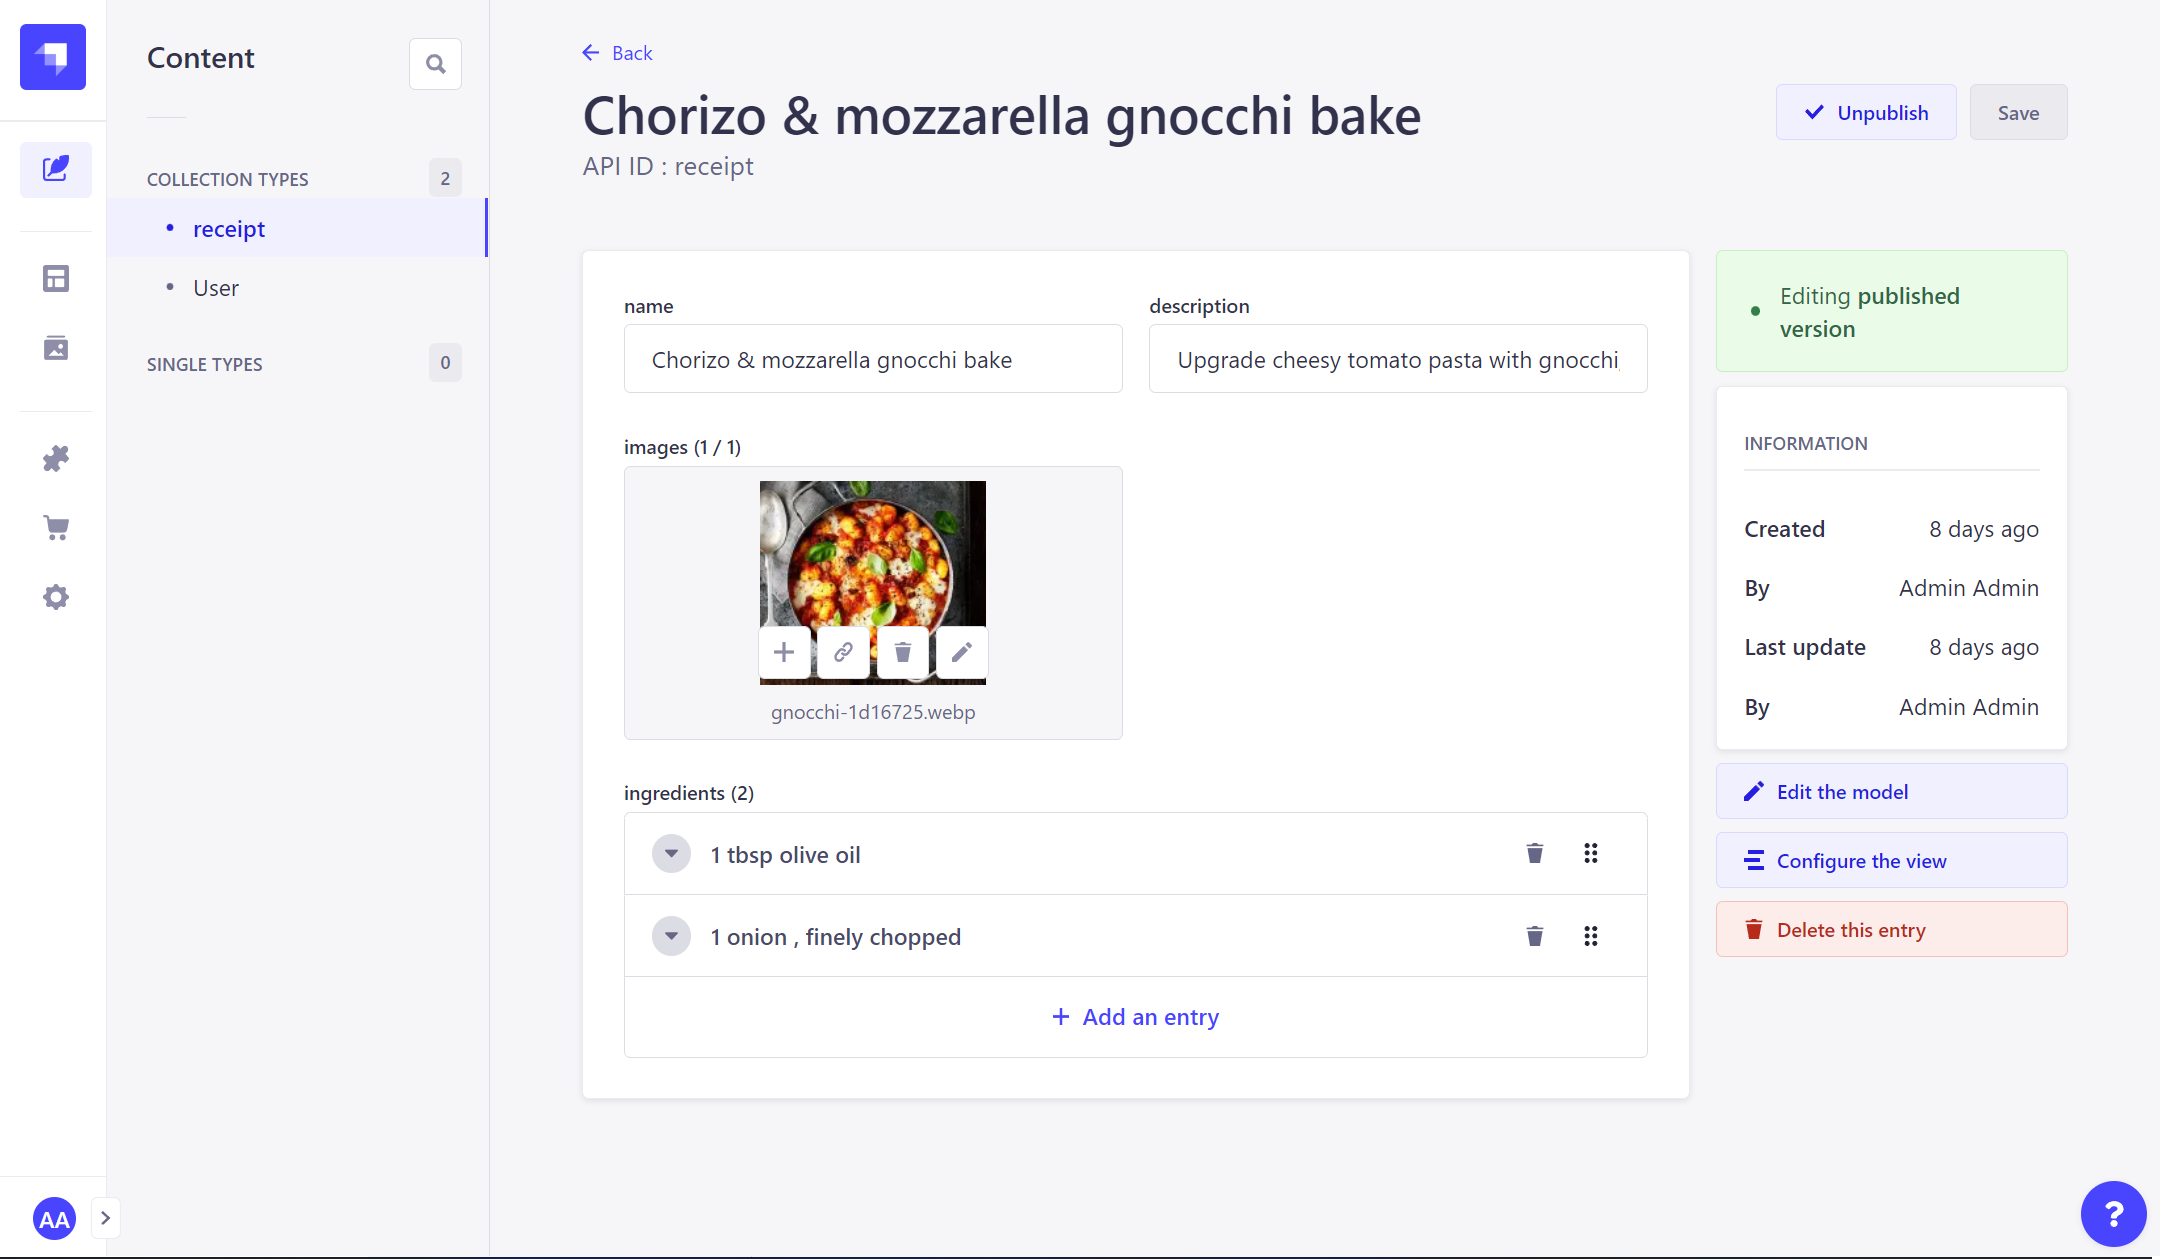 Content
COLLECTION TYPES 2
receipt
User
SINGLE TYPES 0
AA
Back
Chorizo & mozzarella gnocchi bake
API ID : receipt
Unpublish
Save
name
Chorizo & mozzarella gnocchi bake
description
Upgrade cheesy tomato pasta with gnocchi,
images (1 / 1)
gnocchi-1d16725.webp
ingredients (2)
1 tbsp olive oil
1 onion , finely chopped
Add an entry
Editing published
version
INFORMATION
Created 8 days ago
By Admin Admin
Last update 8 days ago
By Admin Admin
Edit the model
Configure the view
Delete this entry
?